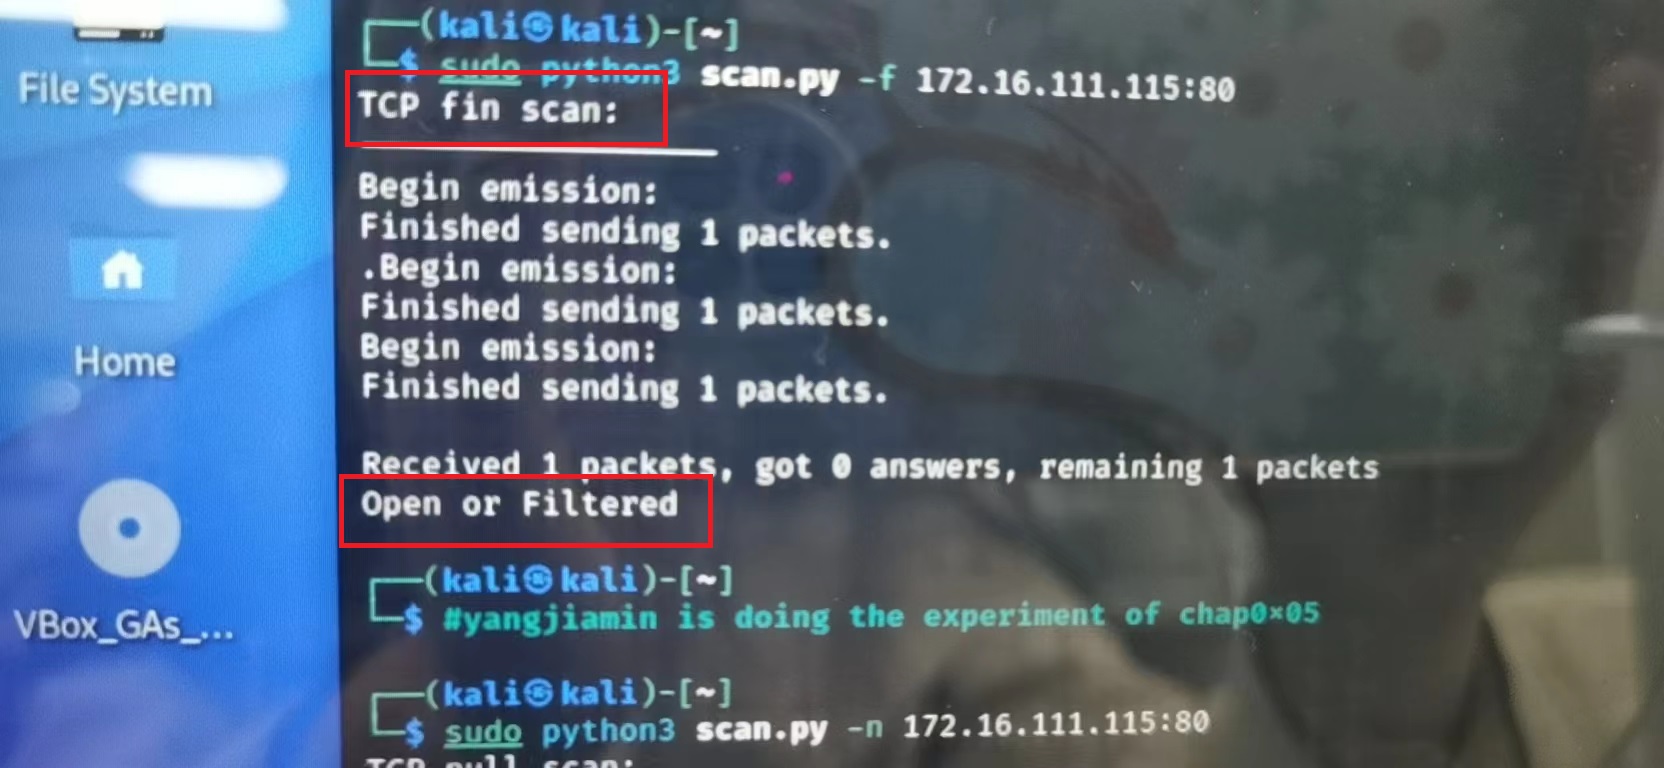 File System
Home
VBox_GAs_...
(kali㉿kali)-[~]
$ sudo python3 scan.py -f 172.16.111.115:80
TCP fin scan:
Begin emission:
Finished sending 1 packets.
.Begin emission:
Finished sending 1 packets.
Begin emission:
Finished sending 1 packets.
Received 1 packets, got 0 answers, remaining 1 packets
Open or Filtered
(kali㉿kali)-[~]
$ #yangjiamin is doing the experiment of chap0×05
(kali㉿kali)-[~]
$ sudo python3 scan.py -n 172.16.111.115:80
TCP null scan: